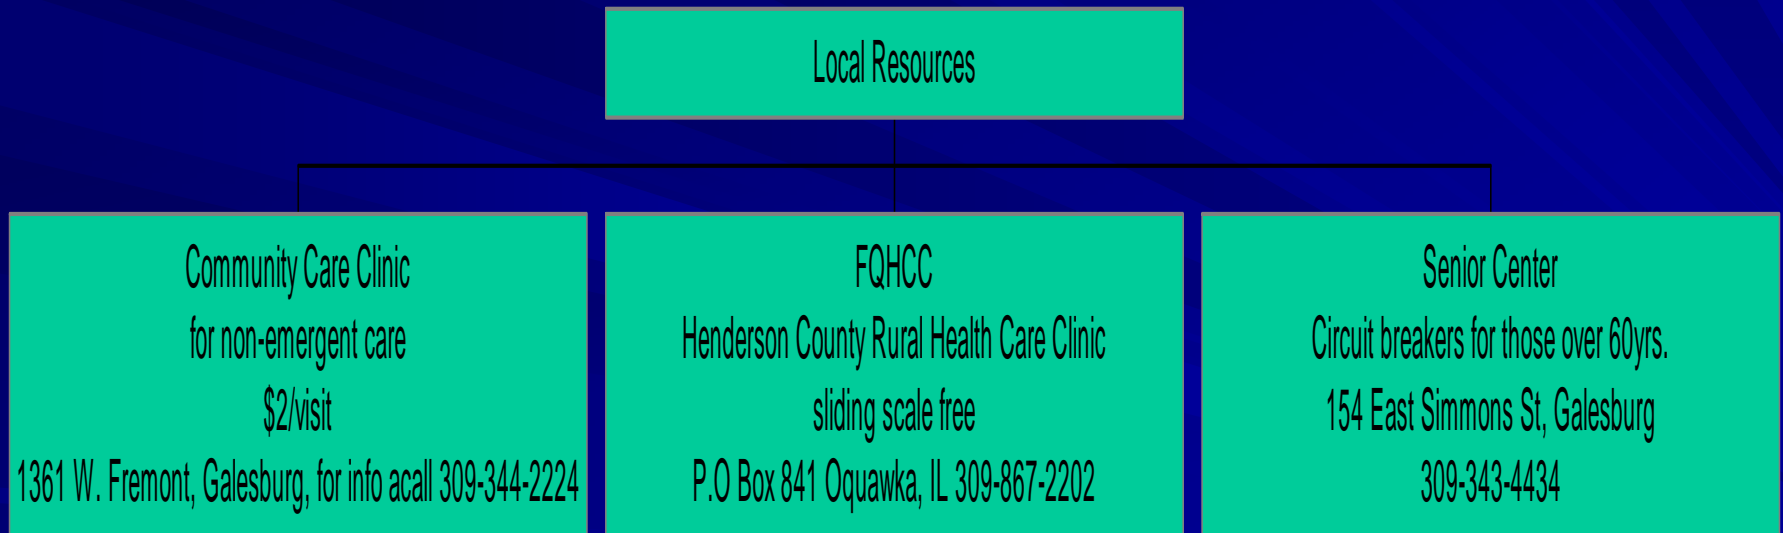 Local Resources
Community Care Clinic
for non-emergent care
$2/visit
1361 W. Fremont, Galesburg, for info acall 309-344-2224
FQHCC
Henderson County Rural Health Care Clinic
sliding scale free
P.O Box 841 Oquawka, IL 309-867-2202
Senior Center
Circuit breakers for those over 60yrs.
154 East Simmons St, Galesburg
309-343-4434